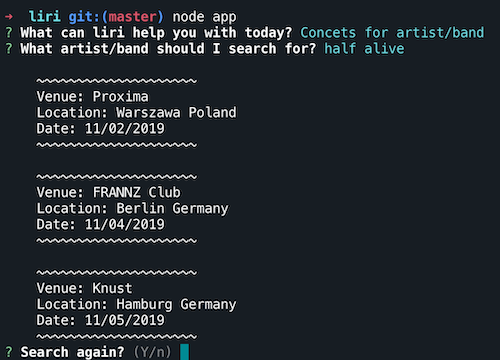 ➜ liri git:(master) node app
? What can liri help you with today? Concets for artist/band
? What artist/band should I search for? half alive
~~~~~~~~~~~~~~~~~~~~
Venue: Proxima
Location: Warszawa Poland
Date: 11/02/2019
~~~~~~~~~~~~~~~~~~~~
~~~~~~~~~~~~~~~~~~~~
Venue: FRANNZ Club
Location: Berlin Germany
Date: 11/04/2019
~~~~~~~~~~~~~~~~~~~~
~~~~~~~~~~~~~~~~~~~~
Venue: Knust
Location: Hamburg Germany
Date: 11/05/2019
~~~~~~~~~~~~~~~~~~~~
? Search again? (Y/n)